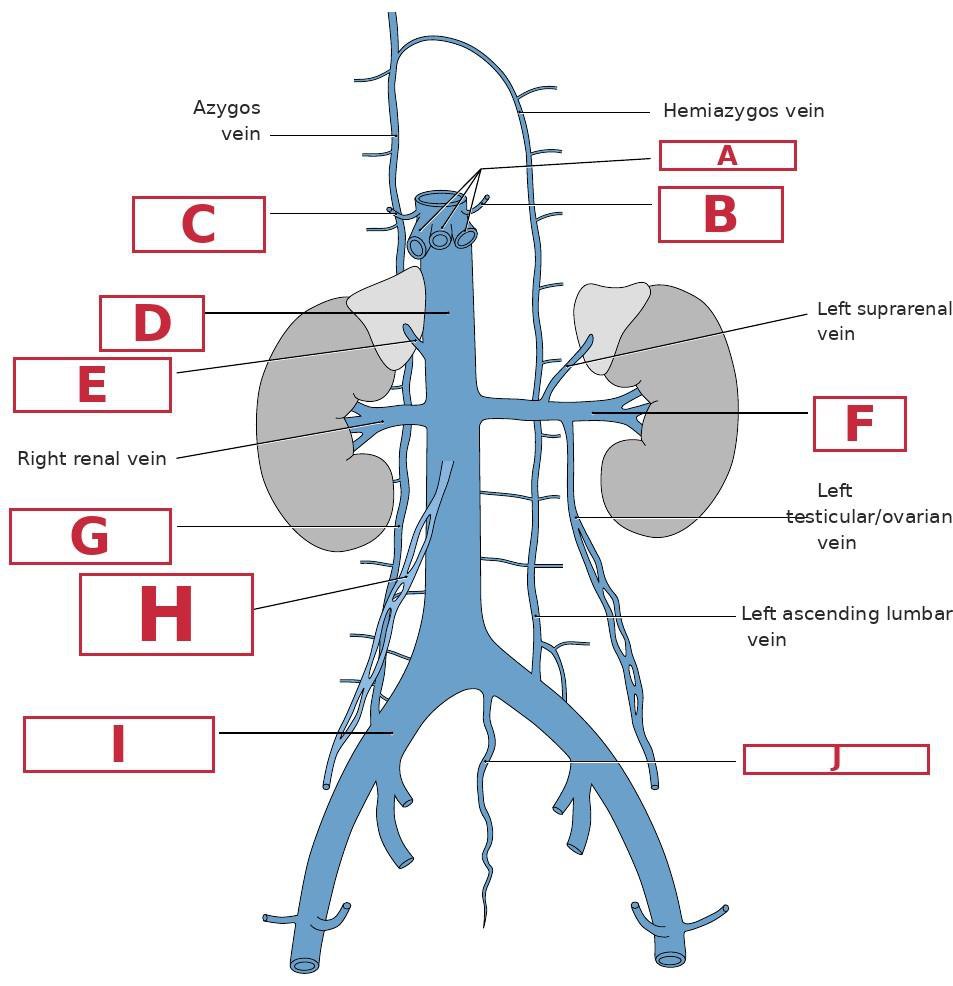 Azygos
vein
Hemiazygos vein
A
C
B
D
Left suprarenal
vein
E
F
Right renal vein
Left
testicular/ovarian
vein
G
H
Left ascending lumbar
vein
I
J